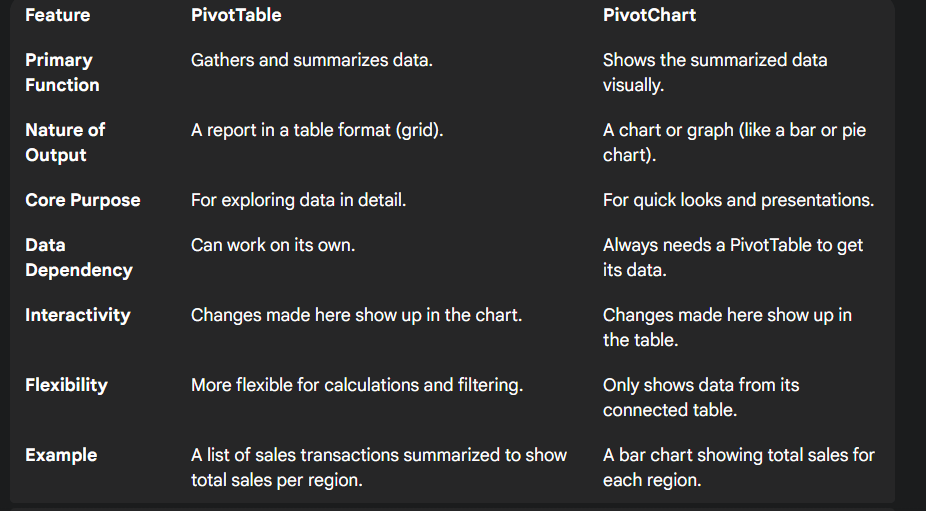 Feature PivotTable PivotChart
Primary Function Gathers and summarizes data. Shows the summarized data visually.
Nature of Output A report in a table format (grid). A chart or graph (like a bar or pie chart).
Core Purpose For exploring data in detail. For quick looks and presentations.
Data Dependency Can work on its own. Always needs a PivotTable to get its data.
Interactivity Changes made here show up in the chart. Changes made here show up in the table.
Flexibility More flexible for calculations and filtering. Only shows data from its connected table.
Example A list of sales transactions summarized to show total sales per region. A bar chart showing total sales for each region.